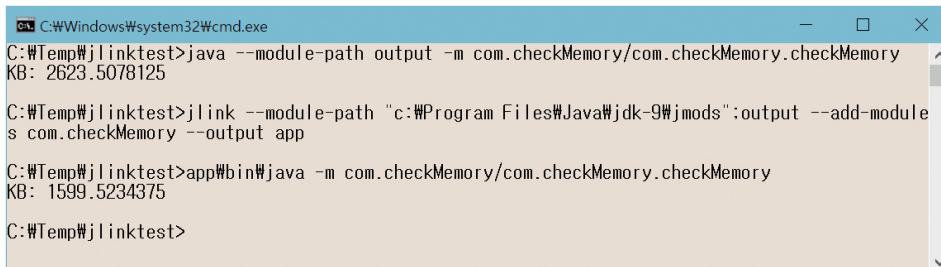 C:\Windows\system32\cmd.exe
C:₩Temp₩jlinktest>java --module-path output -m com.checkMemory/com.checkMemory.checkMemory
KB: 2623.5078125
C:₩Temp₩jlinktest>jlink --module-path "c:₩Program Files₩Java₩jdk-9₩jmods";output --add-module
s com.checkMemory --output app
C:₩Temp₩jlinktest>app₩bin₩java -m com.checkMemory/com.checkMemory.checkMemory
KB: 1599.5234375
C:₩Temp₩jlinktest>